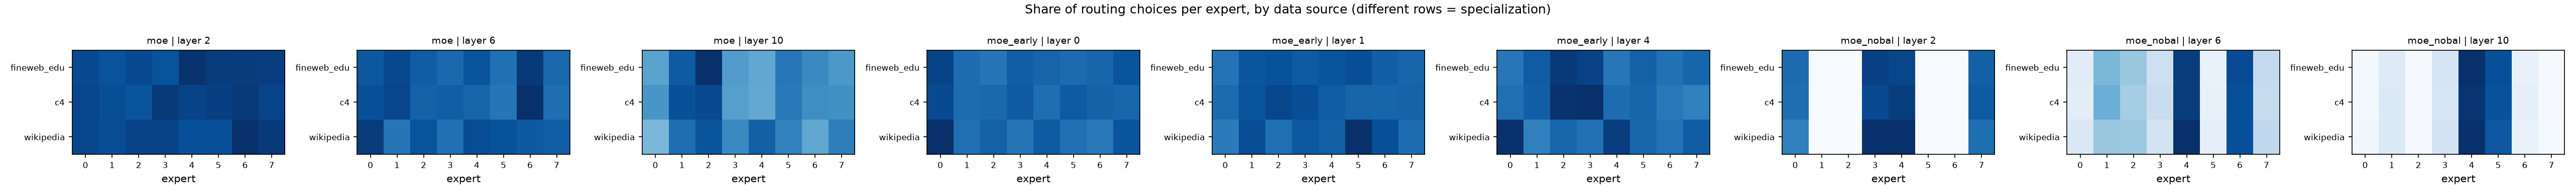 Share of routing choices per expert, by data source (different rows = specialization)
moe | layer 2
fineweb_edu
c4
wikipedia
0 1 2 3 4 5 6 7
expert
moe | layer 6
fineweb_edu
c4
wikipedia
0 1 2 3 4 5 6 7
expert
moe | layer 10
fineweb_edu
c4
wikipedia
0 1 2 3 4 5 6 7
expert
moe_early | layer 0
fineweb_edu
c4
wikipedia
0 1 2 3 4 5 6 7
expert
moe_early | layer 1
fineweb_edu
c4
wikipedia
0 1 2 3 4 5 6 7
expert
moe_early | layer 4
fineweb_edu
c4
wikipedia
0 1 2 3 4 5 6 7
expert
moe_nobal | layer 2
fineweb_edu
c4
wikipedia
0 1 2 3 4 5 6 7
expert
moe_nobal | layer 6
fineweb_edu
c4
wikipedia
0 1 2 3 4 5 6 7
expert
moe_nobal | layer 10
fineweb_edu
c4
wikipedia
0 1 2 3 4 5 6 7
expert